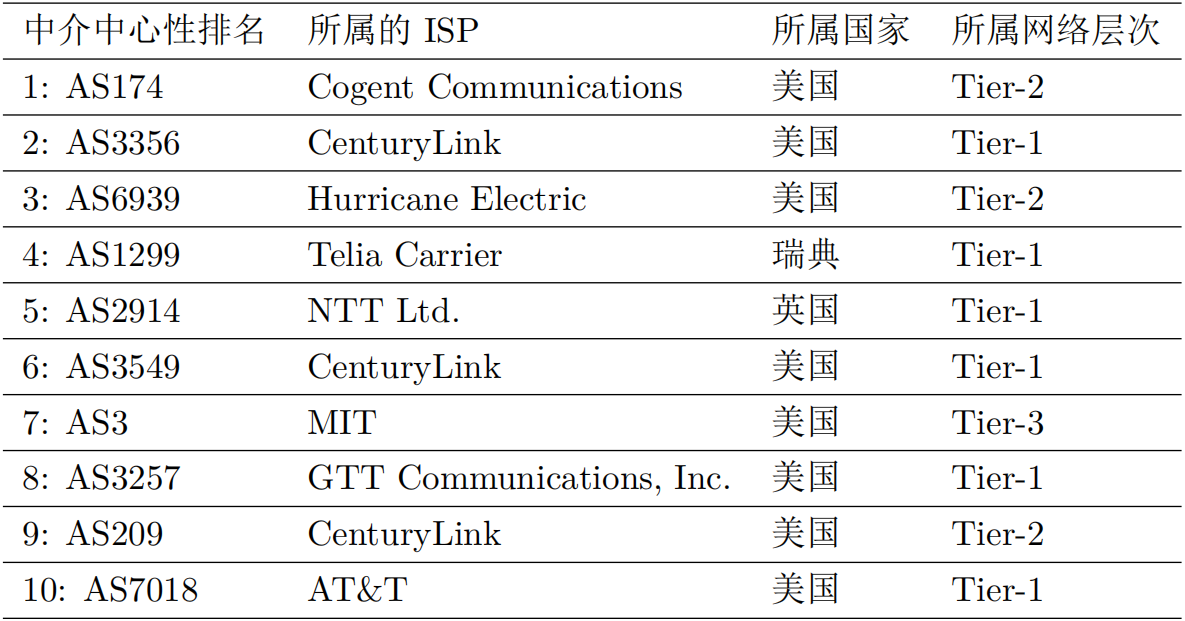 中介中心性排名 所属的 ISP 所属国家 所属网络层次
1: AS174 Cogent Communications 美国 Tier-2
2: AS3356 CenturyLink 美国 Tier-1
3: AS6939 Hurricane Electric 美国 Tier-2
4: AS1299 Telia Carrier 瑞典 Tier-1
5: AS2914 NTT Ltd. 英国 Tier-1
6: AS3549 CenturyLink 美国 Tier-1
7: AS3 MIT 美国 Tier-3
8: AS3257 GTT Communications, Inc. 美国 Tier-1
9: AS209 CenturyLink 美国 Tier-2
10: AS7018 AT&T 美国 Tier-1